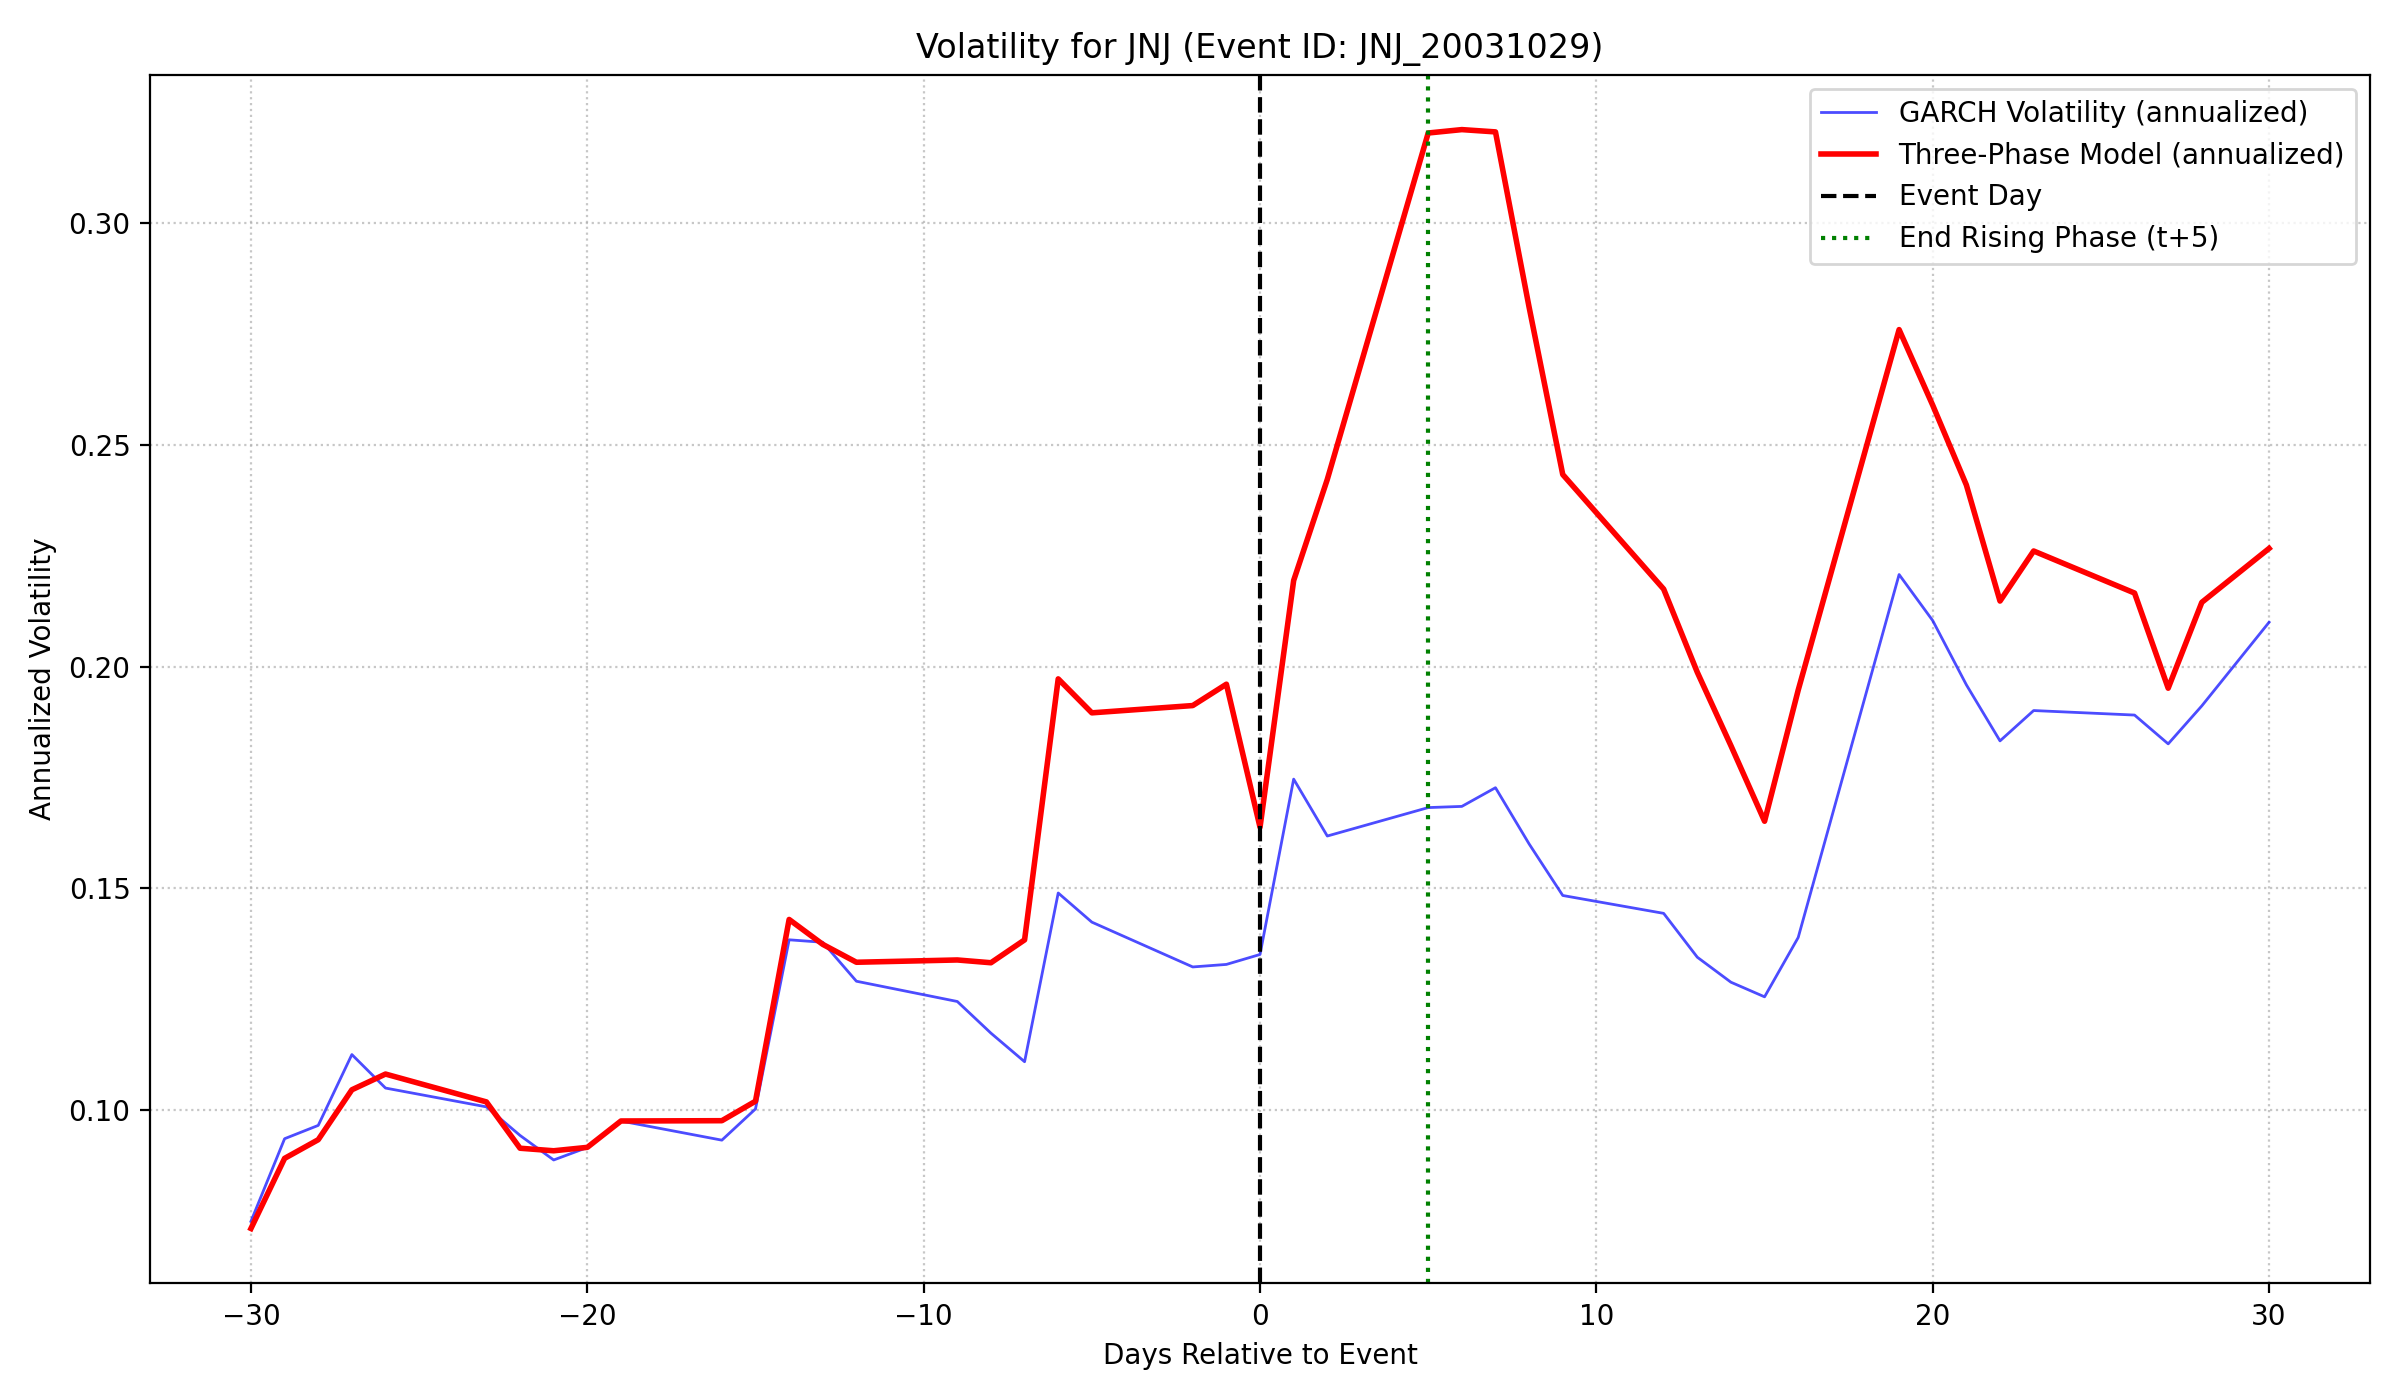 Volatility for JNJ (Event ID: JNJ_20031029)
GARCH Volatility (annualized)
Three-Phase Model (annualized)
Event Day
End Rising Phase (t+5)
Annualized Volatility
0.30
0.25
0.20
0.15
0.10
−30
−20
−10
0
10
20
30
Days Relative to Event